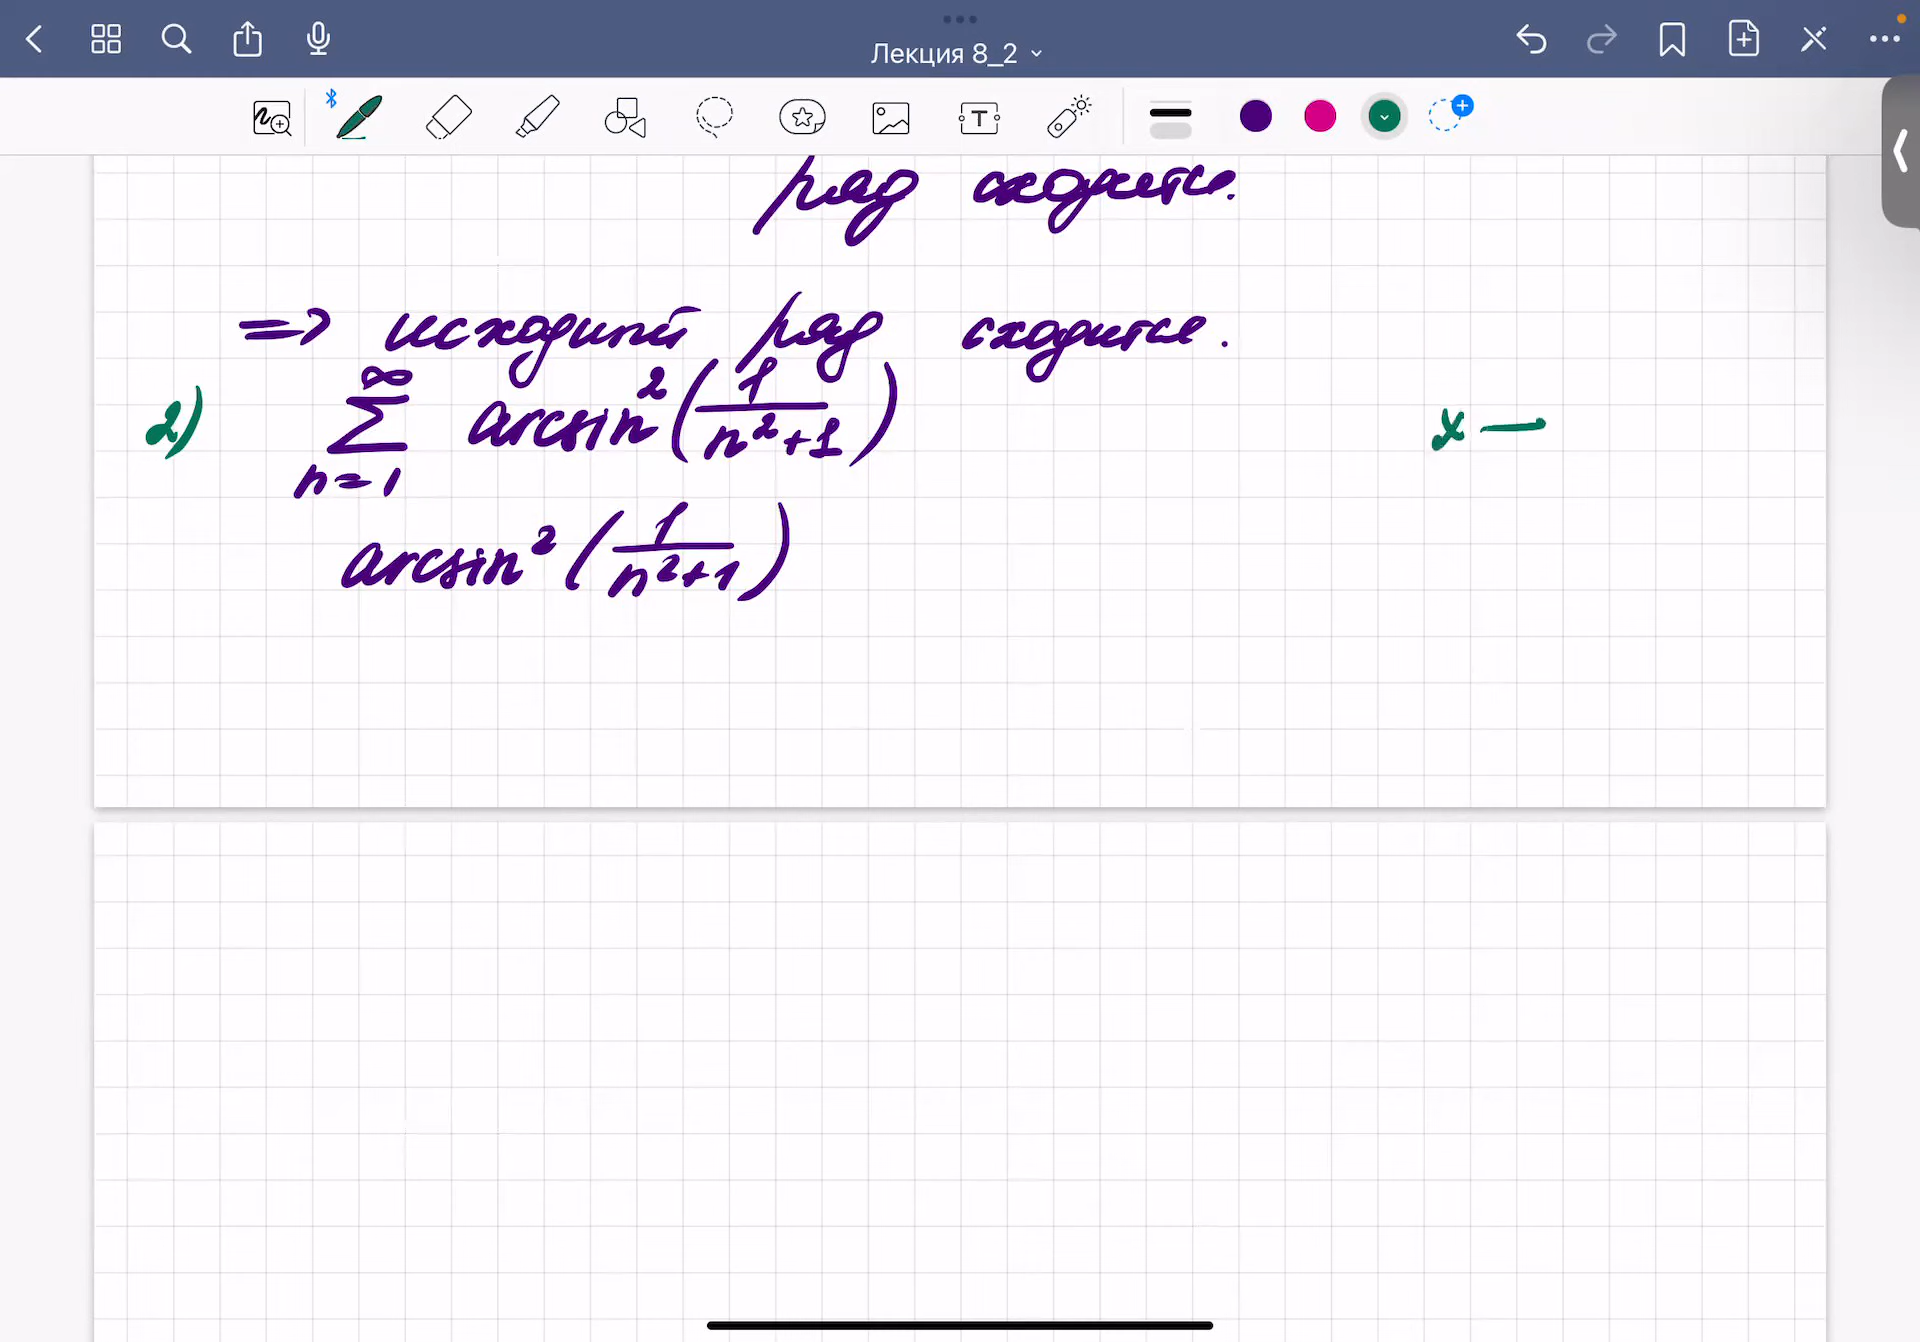 Лекция 8_2
T
ряд сходится.
=> исходный ряд сходится.
2) ∑_{n=1}^{∞} arcsin²(1/(n²+1)) x —
arcsin²(1/(n²+1))